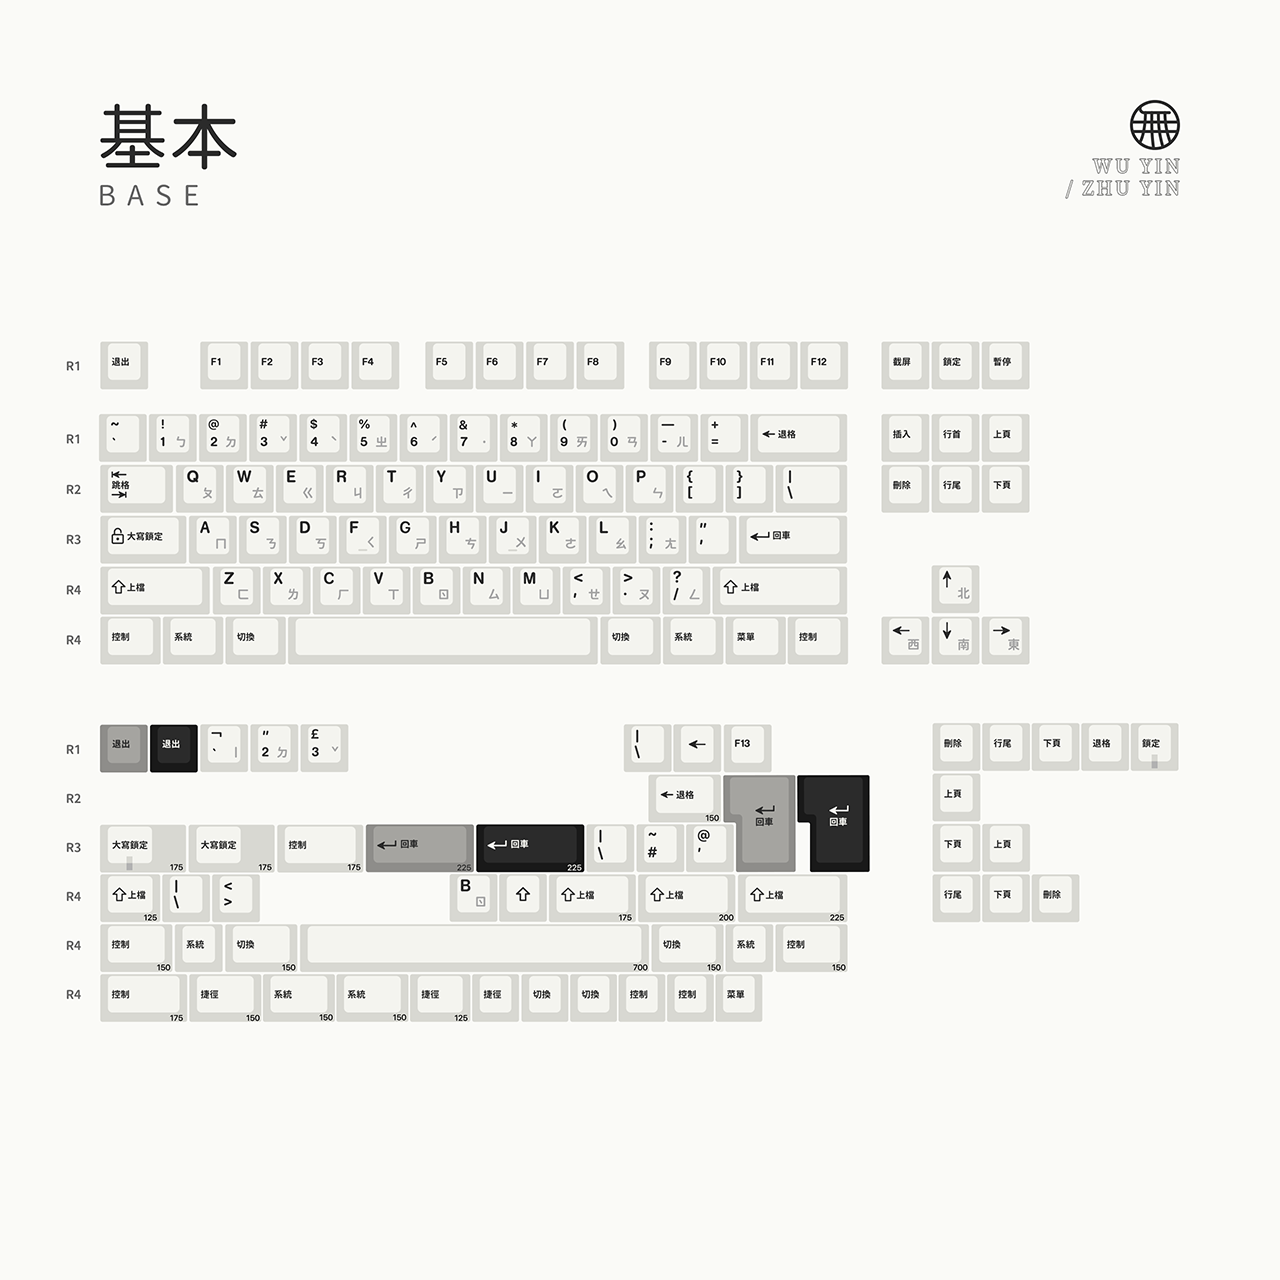 基本
BASE
無
WU YIN
/ ZHU YIN
R1 退出 F1 F2 F3 F4 F5 F6 F7 F8 F9 F10 F11 F12 截屏 鎖定 暫停
R1 ~ ` ! 1 ㄅ @ 2 ㄉ # 3 ˇ $ 4 ˋ % 5 ㄓ ^ 6 ˊ & 7 ˙ * 8 ㄚ ( 9 ㄞ ) 0 ㄢ — - ㄦ + = ← 退格 插入 行首 上頁
R2 ⇤ 跳格 ⇥ Q ㄆ W ㄊ E ㄍ R ㄐ T ㄔ Y ㄗ U ㄧ I ㄛ O ㄟ P ㄣ { [ } ] | \ 刪除 行尾 下頁
R3 大寫鎖定 A ㄇ S ㄋ D ㄎ F ㄑ G ㄕ H ㄘ J ㄨ K ㄜ L ㄠ : ; ㄤ " ' ↵ 回車
R4 ⇧ 上檔 Z ㄈ X ㄌ C ㄏ V ㄒ B ㄖ N ㄙ M ㄩ < , ㄝ > . ㄡ ? / ㄥ ⇧ 上檔 ↑ 北
R4 控制 系統 切換 切換 系統 菜單 控制 ← 西 ↓ 南 → 東
R1 退出 退出 ¬ ` | " 2 ㄉ £ 3 ˇ | \ ← F13 刪除 行尾 下頁 退格 鎖定
R2 ← 退格 150 ↵ 回車 ↵ 回車 上頁
R3 大寫鎖定 175 大寫鎖定 175 控制 175 ↵ 回車 225 ↵ 回車 225 | \ ~ # @ ' 下頁 上頁
R4 ⇧ 上檔 125 | \ < > B ㄖ ⇧ ⇧ 上檔 175 ⇧ 上檔 200 ⇧ 上檔 225 行尾 下頁 刪除
R4 控制 150 系統 切換 150 700 切換 150 系統 控制 150
R4 控制 175 捷徑 150 系統 150 系統 150 捷徑 125 捷徑 切換 切換 控制 控制 菜單